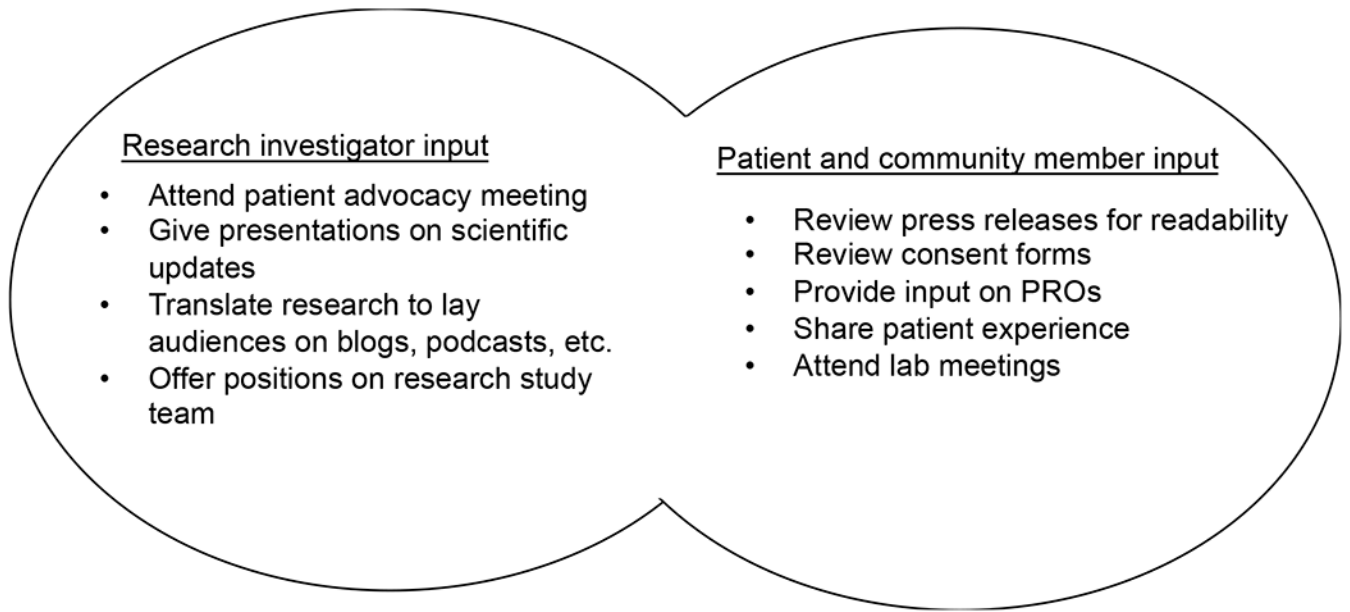 Research investigator input
• Attend patient advocacy meeting
• Give presentations on scientific
updates
• Translate research to lay
audiences on blogs, podcasts, etc.
• Offer positions on research study
team
Patient and community member input
• Review press releases for readability
• Review consent forms
• Provide input on PROs
• Share patient experience
• Attend lab meetings